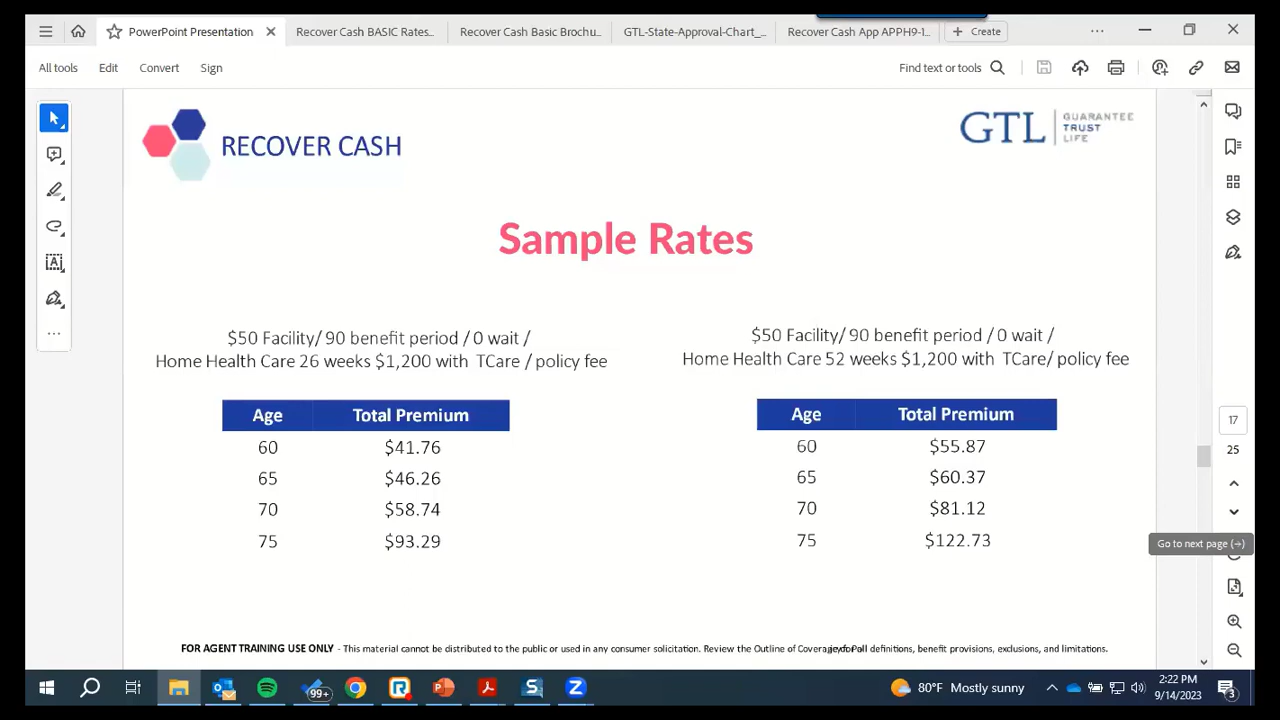 PowerPoint Presentation
Recover Cash BASIC Rates...
Recover Cash Basic Brochu...
GTL-State-Approval-Chart_...
Recover Cash App APPH9-1...
Create
All tools
Edit
Convert
Sign
Find text or tools
RECOVER CASH
GTL
GUARANTEE
TRUST
LIFE
Sample Rates
$50 Facility/ 90 benefit period / 0 wait /
Home Health Care 26 weeks $1,200 with TCare / policy fee
Age Total Premium
60 $41.76
65 $46.26
70 $58.74
75 $93.29
$50 Facility/ 90 benefit period / 0 wait /
Home Health Care 52 weeks $1,200 with TCare/ policy fee
Age Total Premium
60 $55.87
65 $60.37
70 $81.12
75 $122.73
17
25
Go to next page (→)
FOR AGENT TRAINING USE ONLY - This material cannot be distributed to the public or used in any consumer solicitation. Review the Outline of all definitions, benefit provisions, exclusions, and limitations.
99+
80°F Mostly sunny
2:22 PM
9/14/2023
3